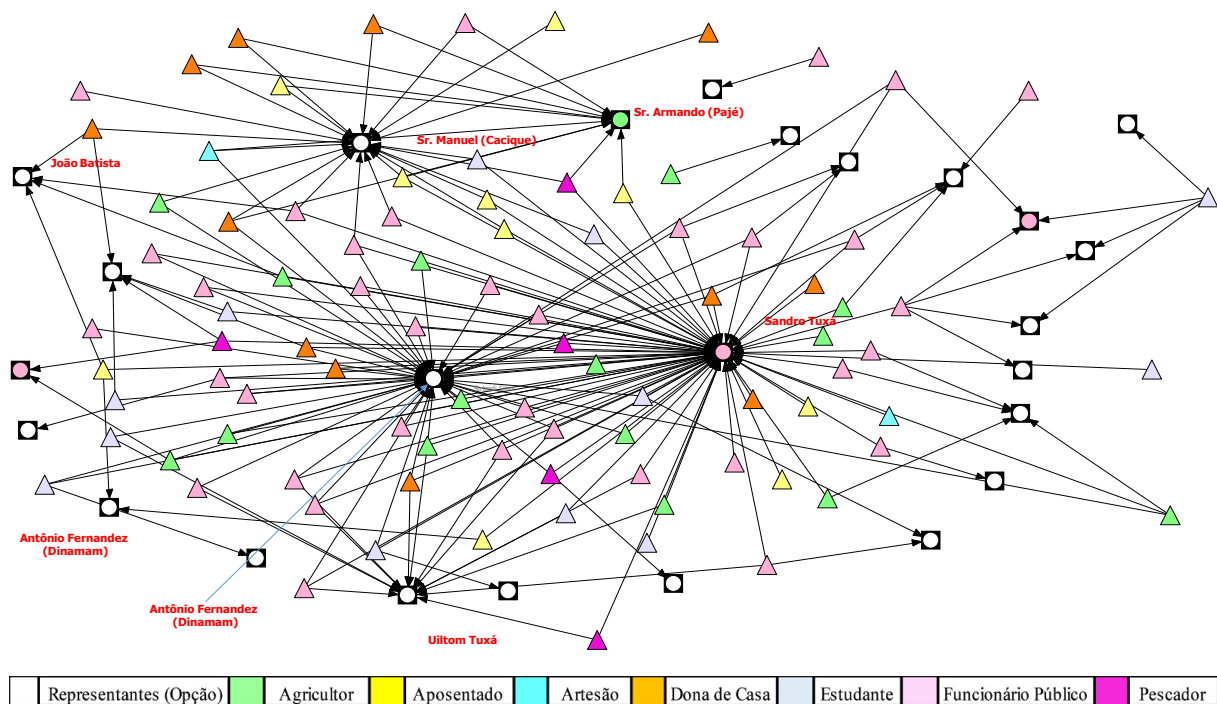 Sr. Armando (Pajé)
Sr. Manuel (Cacique)
João Batista
Sandro Tuxá
Antônio Fernandez
(Dinamam)
Antônio Fernandez
(Dinamam)
Uiltom Tuxá
Representantes (Opção) Agricultor Aposentado Artesão Dona de Casa Estudante Funcionário Público Pescador